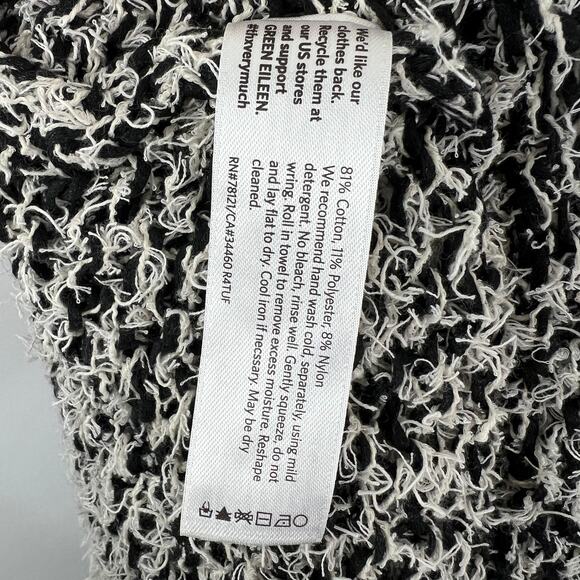 We'd like our
clothes back.
Recycle them at
our US stores
and support
GREEN EILEEN.
#thxverymuch
81% Cotton, 11% Polyester, 8% Nylon
We recommend hand wash cold, separately, using mild
detergent. No bleach, rinse well. Gently squeeze, do not
wring. Roll in towel to remove excess moisture. Reshape
and lay flat to dry. Cool iron if necssary. May be dry
cleaned.
RN#78121/CA#34460 R4TUF